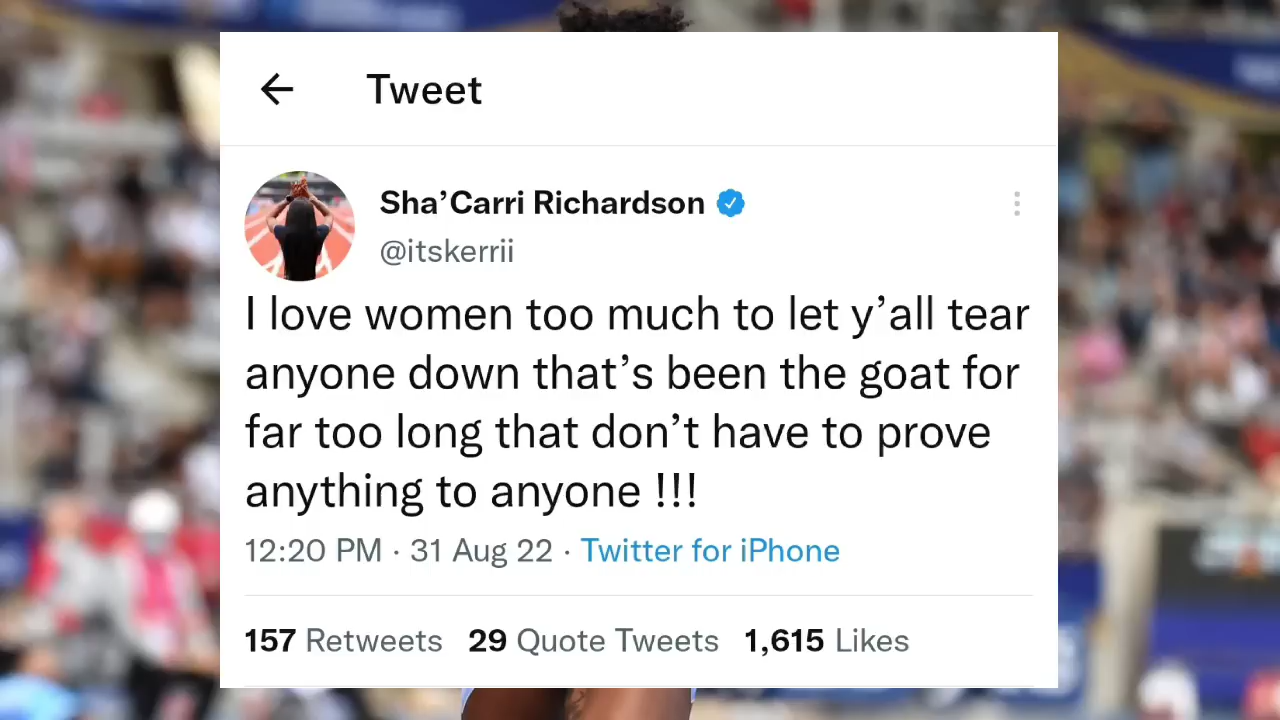 Tweet
Sha’Carri Richardson
@itskerrii
I love women too much to let y’all tear
anyone down that’s been the goat for
far too long that don’t have to prove
anything to anyone !!!
12:20 PM · 31 Aug 22 · Twitter for iPhone
157 Retweets 29 Quote Tweets 1,615 Likes